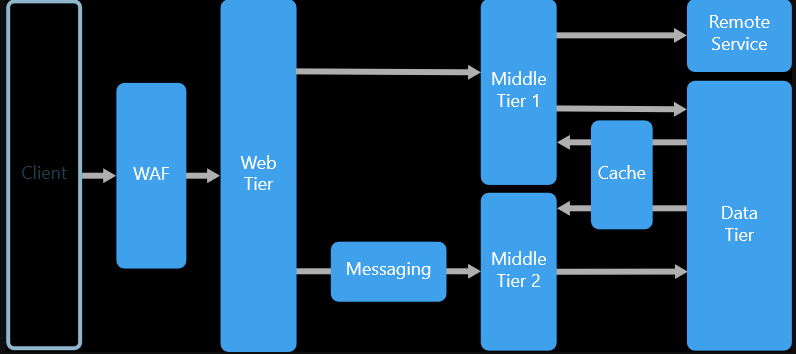 Client
WAF
Web
Tier
Messaging
Middle
Tier 1
Middle
Tier 2
Cache
Remote
Service
Data
Tier